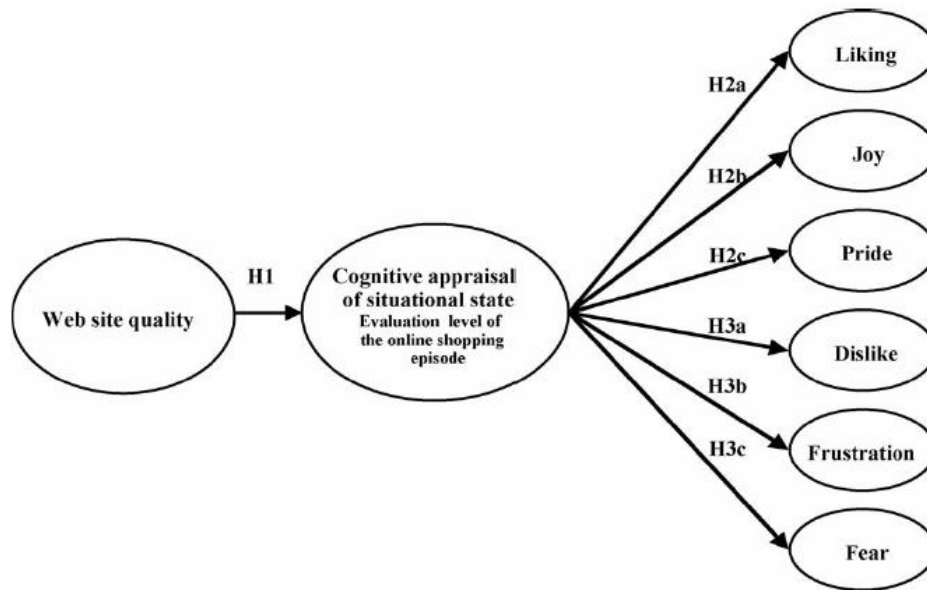 Liking
H2a
Joy
H2b
Pride
H2c
H1
Cognitive appraisal
of situational state
Evaluation level of
the online shopping
episode
Web site quality
H3a
Dislike
H3b
Frustration
H3c
Fear